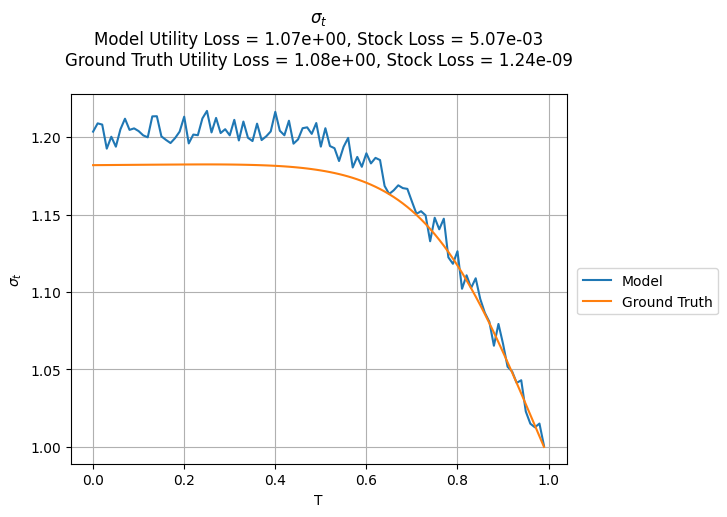 σₜ
Model Utility Loss = 1.07e+00, Stock Loss = 5.07e-03
Ground Truth Utility Loss = 1.08e+00, Stock Loss = 1.24e-09
1.20
1.15
1.10
1.05
1.00
σₜ
0.0 0.2 0.4 0.6 0.8 1.0
T
Model
Ground Truth